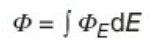 Φ = ∫ Φ_E dE